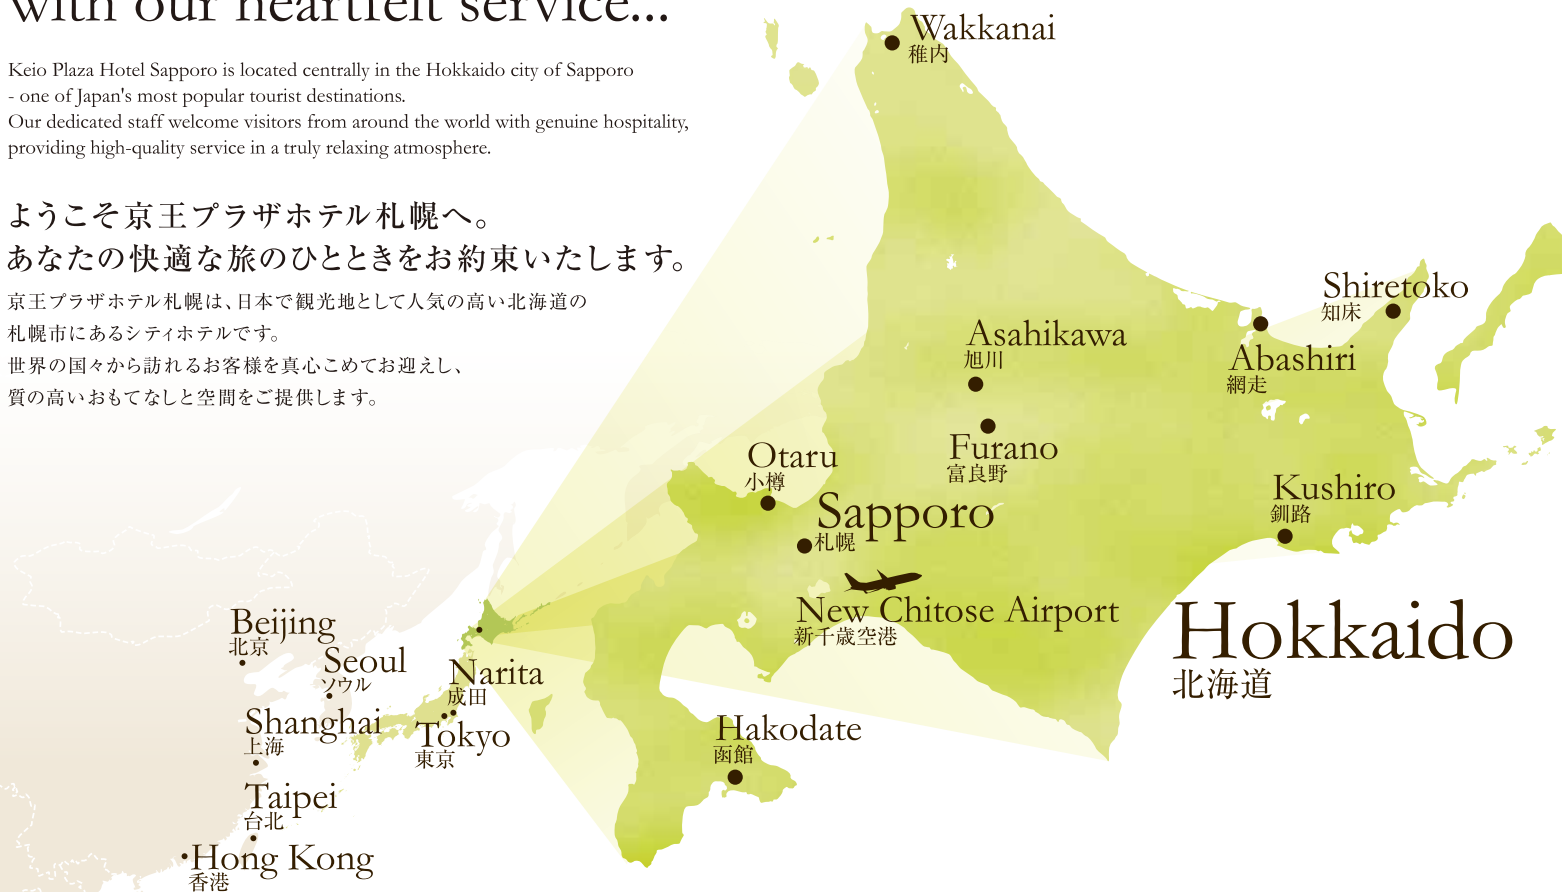 with our heartfelt service...
Keio Plaza Hotel Sapporo is located centrally in the Hokkaido city of Sapporo
- one of Japan's most popular tourist destinations.
Our dedicated staff welcome visitors from around the world with genuine hospitality,
providing high-quality service in a truly relaxing atmosphere.
ようこそ京王プラザホテル札幌へ。
あなたの快適な旅のひとときをお約束いたします。
京王プラザホテル札幌は、日本で観光地として人気の高い北海道の
札幌市にあるシティホテルです。
世界の国々から訪れるお客様を真心こめてお迎えし、
質の高いおもてなしと空間をご提供します。
Wakkanai
稚内
Shiretoko
知床
Asahikawa
旭川
Abashiri
網走
Furano
富良野
Otaru
小樽
Kushiro
釧路
Sapporo
札幌
New Chitose Airport
新千歳空港
Hokkaido
北海道
Hakodate
函館
Beijing
北京
Seoul
ソウル
Narita
成田
Shanghai
上海
Tokyo
東京
Taipei
台北
Hong Kong
香港